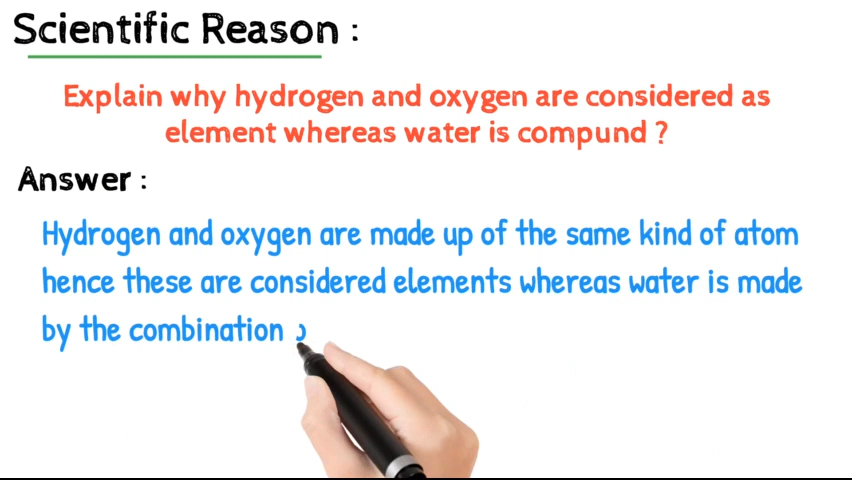 Scientific Reason :
Explain why hydrogen and oxygen are considered as
element whereas water is compund ?
Answer :
Hydrogen and oxygen are made up of the same kind of atom
hence these are considered elements whereas water is made
by the combination